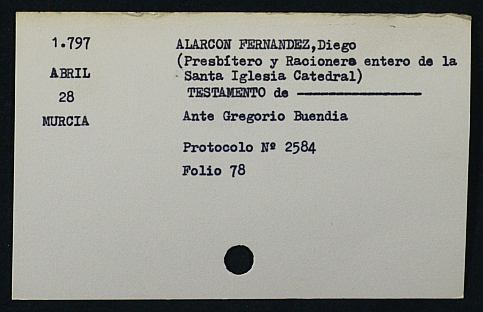 1.797
ABRIL
28
MURCIA
ALARCON FERNANDEZ,Diego
(Presbítero y Racionero entero de la
Santa Iglesia Catedral)
TESTAMENTO de ————————
Ante Gregorio Buendia
Protocolo Nº 2584
Folio 78